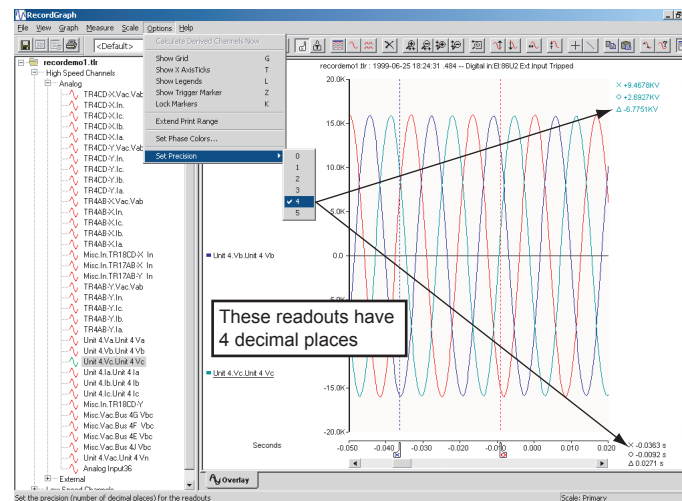 RecordGraph
File View Graph Measure Scale Options Help
<Default>
Calculate Derived Channels Now
Show Grid G
Show X AxisTicks T
Show Legends L
Show Trigger Marker Z
Lock Markers K
Extend Print Range
Set Phase Colors...
Set Precision
0
1
2
3
4
5
recordemo1.tlr
High Speed Channels
Analog
TR4CD-X.Vac.Vab
TR4CD-X.In.
TR4CD-X.Ic.
TR4CD-X.Ib.
TR4CD-X.Ia.
TR4CD-Y.Vac.Vab
TR4CD-Y.In.
TR4CD-Y.Ic.
TR4CD-Y.Ib.
TR4CD-Y.Ia.
TR4AB-X.Vac.Vab
TR4AB-X.In.
TR4AB-X.Ic.
TR4AB-X.Ib.
TR4AB-X.Ia.
Misc.In.TR18CD-X In
Misc.In.TR17AB-X In
Misc.In.TR17AB-Y In
TR4AB-Y.Vac.Vab
TR4AB-Y.In.
TR4AB-Y.Ic.
TR4AB-Y.Ib.
TR4AB-Y.Ia.
Unit 4.Va.Unit 4 Va
Unit 4.Vb.Unit 4 Vb
Unit 4.Vc.Unit 4 Vc
Unit 4.Ia.Unit 4 Ia
Unit 4.Ib.Unit 4 Ib
Unit 4.Ic.Unit 4 Ic
Misc.In.TR18CD-Y
Misc.Vac.Bus 4G Vbc
Misc.Vac.Bus 4F Vbc
Misc.Vac.Bus 4E Vbc
Misc.Vac.Bus 4J Vbc
Unit 4.Vac.Unit 4 Vn
Analog Input36
External
Low Speed Channels
recordemo1.tlr : 1999-06-25 18:24:31 .484 -- Digital in:El:86U2 Ext.Input Tripped
20.0K
15.0K
10.0K
5.0K
0.0
-5.0K
-15.0K
-20.0K
Unit 4.Vb.Unit 4 Vb
Unit 4.Vc.Unit 4 Vc
These readouts have
4 decimal places
× +9.4678KV
◇ +2.6927KV
Δ -6.7751KV
Seconds
-0.050 -0.040 -0.030 -0.020 -0.010 0.000 0.010 0.020
× -0.0363 s
◇ -0.0092 s
Δ 0.0271 s
Overlay
Set the precision (number of decimal places) for the readouts
Scale: Primary